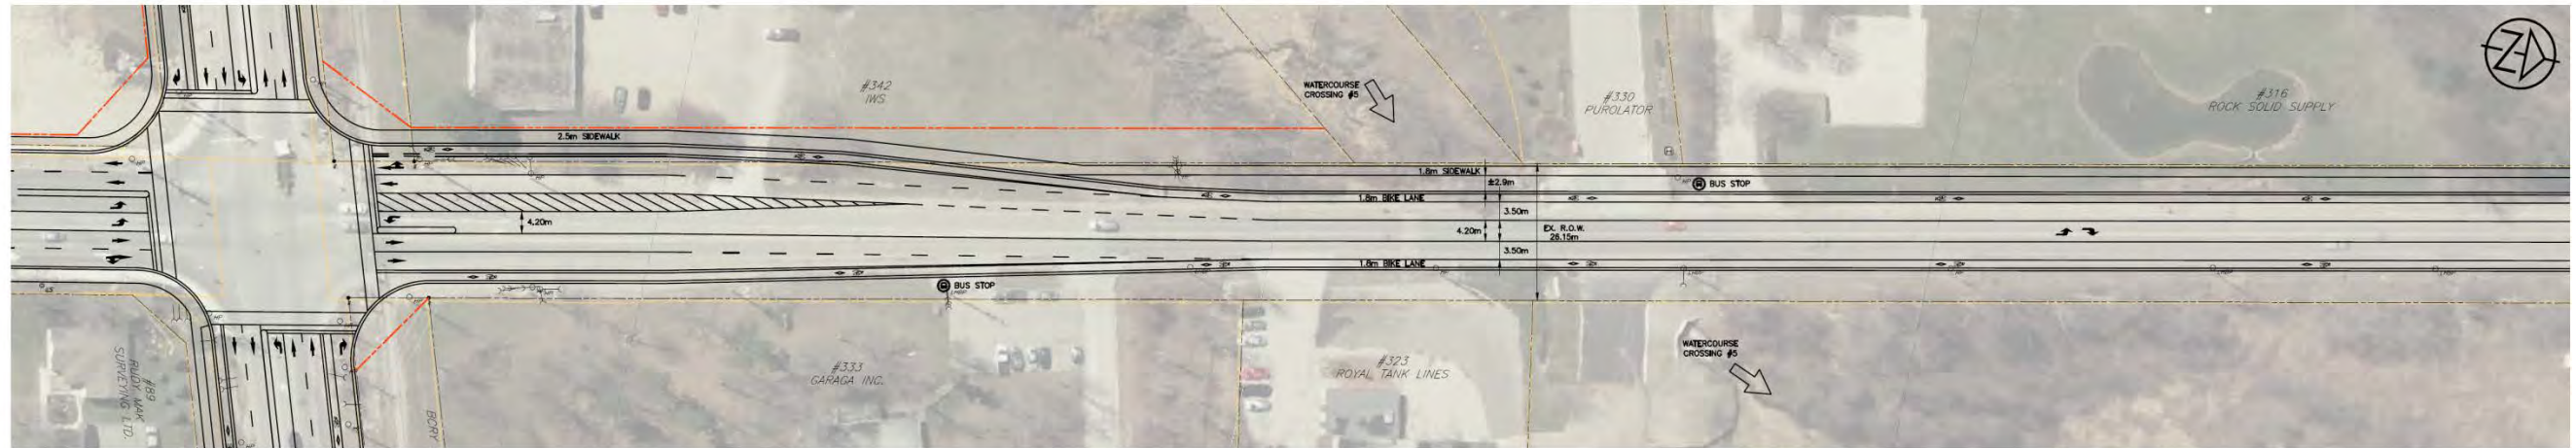 #342
IWS
WATERCOURSE
CROSSING #5
#330
PUROLATOR
#316
ROCK SOLID SUPPLY
2.5m SIDEWALK
1.8m SIDEWALK
±2.9m
BUS STOP
1.8m BIKE LANE
3.50m
4.20m
4.20m
EX. R.O.W.
26.15m
3.50m
1.8m BIKE LANE
BUS STOP
#89
RUDY MAK
SURVEYING LTD.
BCRY
#333
GARAGA INC.
#323
ROYAL TANK LINES
WATERCOURSE
CROSSING #5